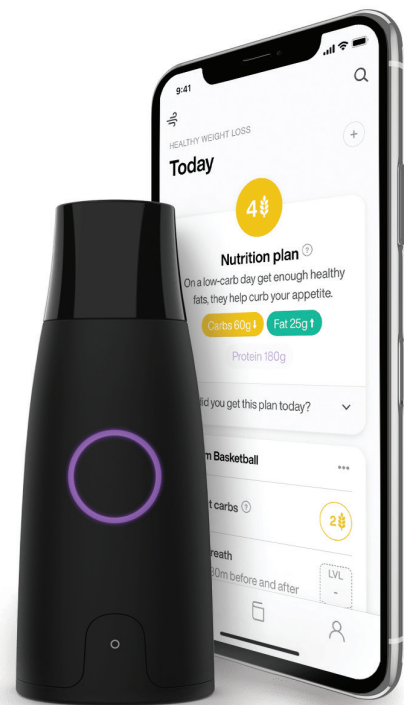 9:41
HEALTHY WEIGHT LOSS
Today
4
Nutrition plan ?
On a low-carb day get enough healthy
fats, they help curb your appetite.
Carbs 60g↓ Fat 25g↑
Protein 180g
did you get this plan today?
Basketball
carbs ?
2
before and after
LVL
-